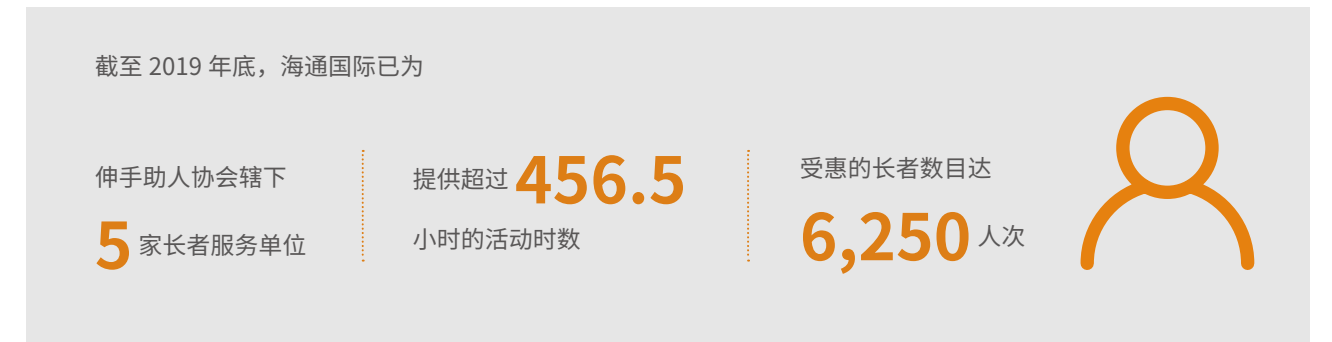 截至 2019 年底，海通国际已为
伸手助人协会辖下
5 家长者服务单位
提供超过 456.5
小时的活动时数
受惠的长者数目达
6,250 人次